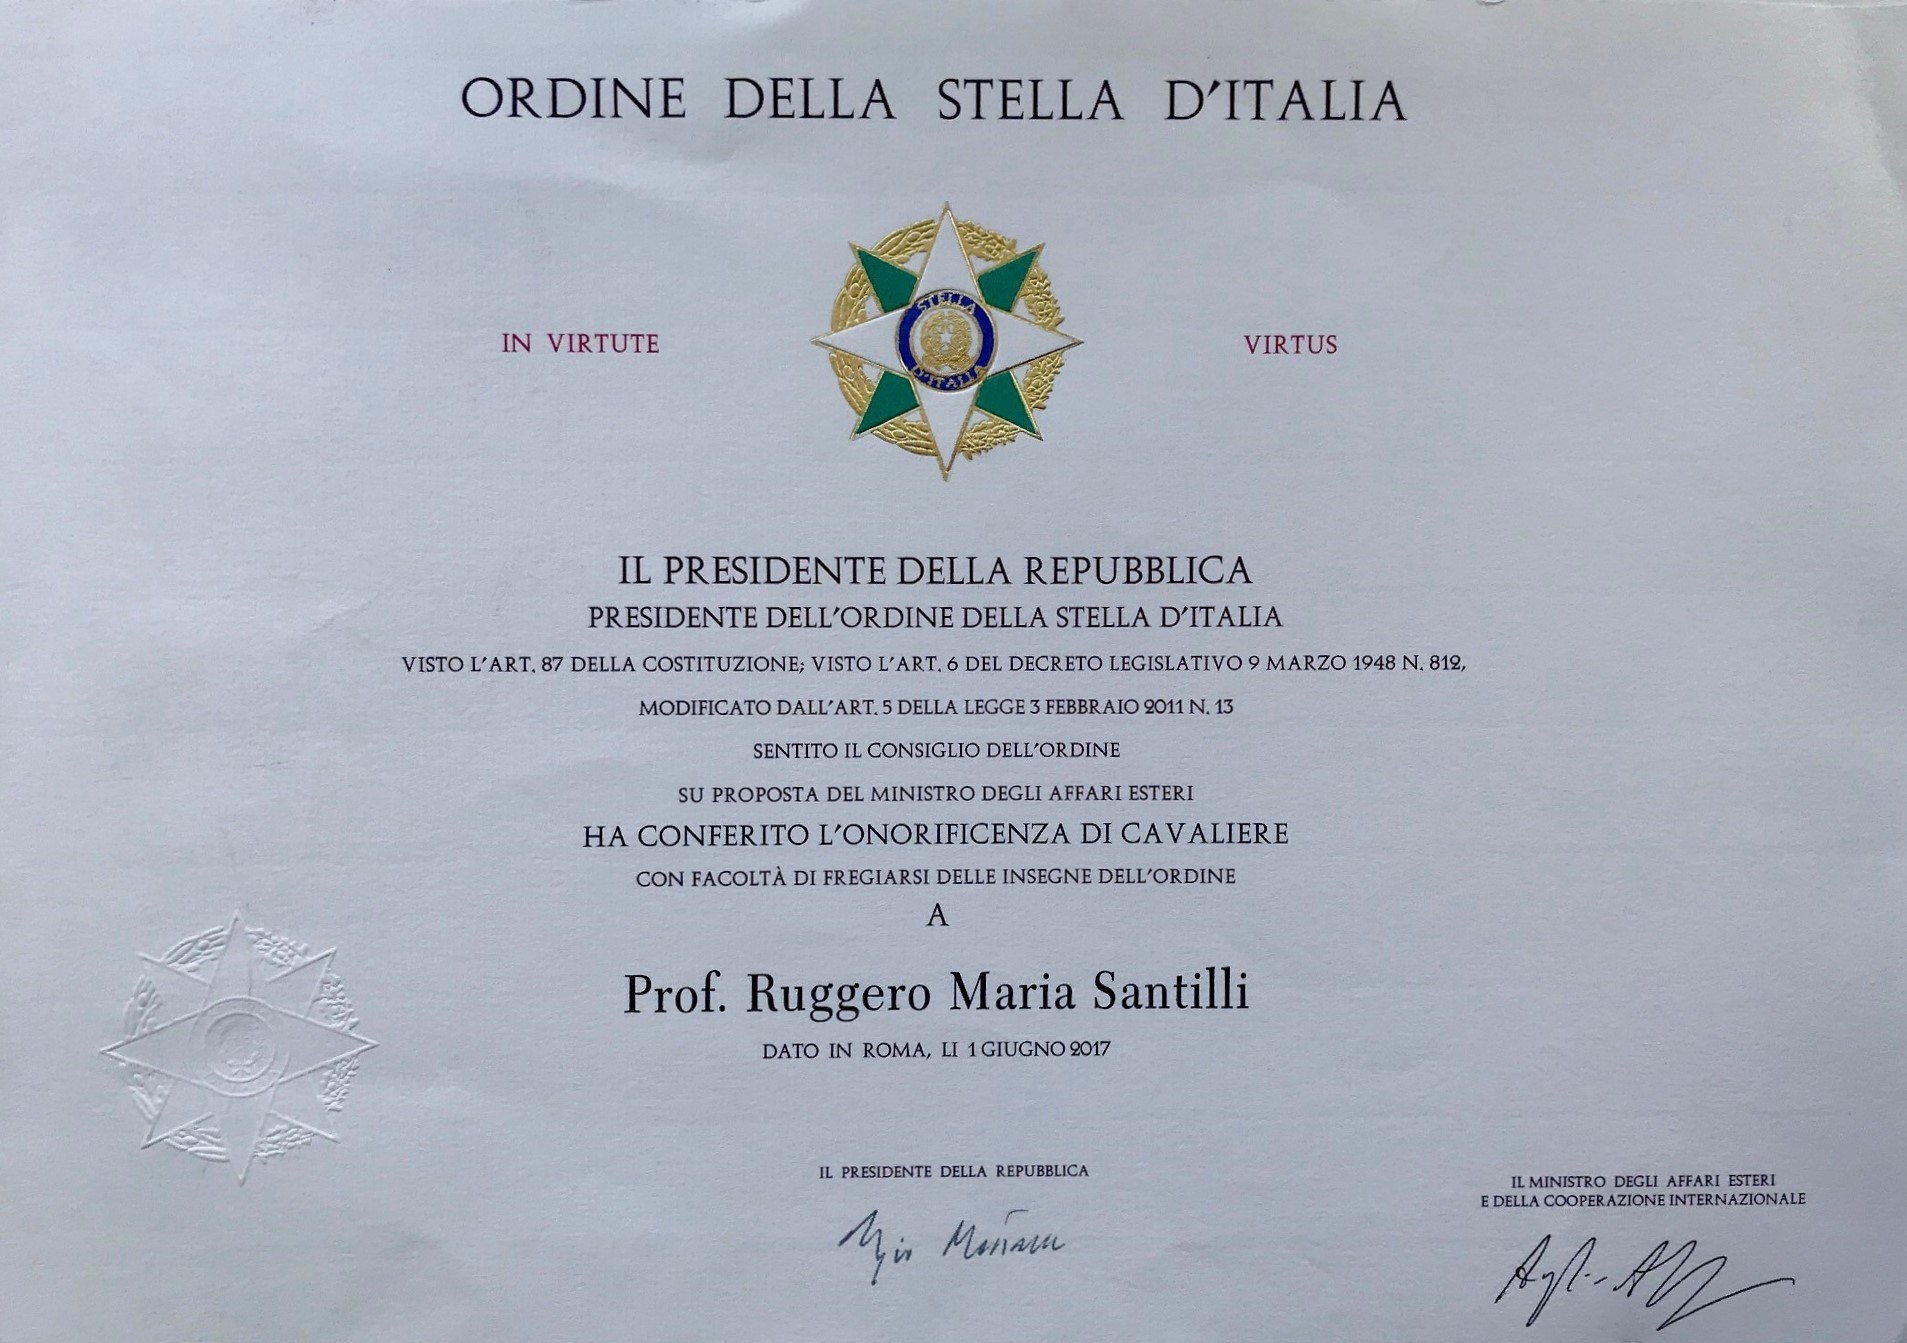 ORDINE DELLA STELLA D'ITALIA
IN VIRTUTE
STELLA
D'ITALIA
VIRTUS
IL PRESIDENTE DELLA REPUBBLICA
PRESIDENTE DELL'ORDINE DELLA STELLA D'ITALIA
VISTO L'ART. 87 DELLA COSTITUZIONE; VISTO L'ART. 6 DEL DECRETO LEGISLATIVO 9 MARZO 1948 N. 812,
MODIFICATO DALL'ART. 5 DELLA LEGGE 3 FEBBRAIO 2011 N. 13
SENTITO IL CONSIGLIO DELL'ORDINE
SU PROPOSTA DEL MINISTRO DEGLI AFFARI ESTERI
HA CONFERITO L'ONORIFICENZA DI CAVALIERE
CON FACOLTÀ DI FREGIARSI DELLE INSEGNE DELL'ORDINE
A
Prof. Ruggero Maria Santilli
DATO IN ROMA, LI 1 GIUGNO 2017
IL PRESIDENTE DELLA REPUBBLICA
IL MINISTRO DEGLI AFFARI ESTERI
E DELLA COOPERAZIONE INTERNAZIONALE